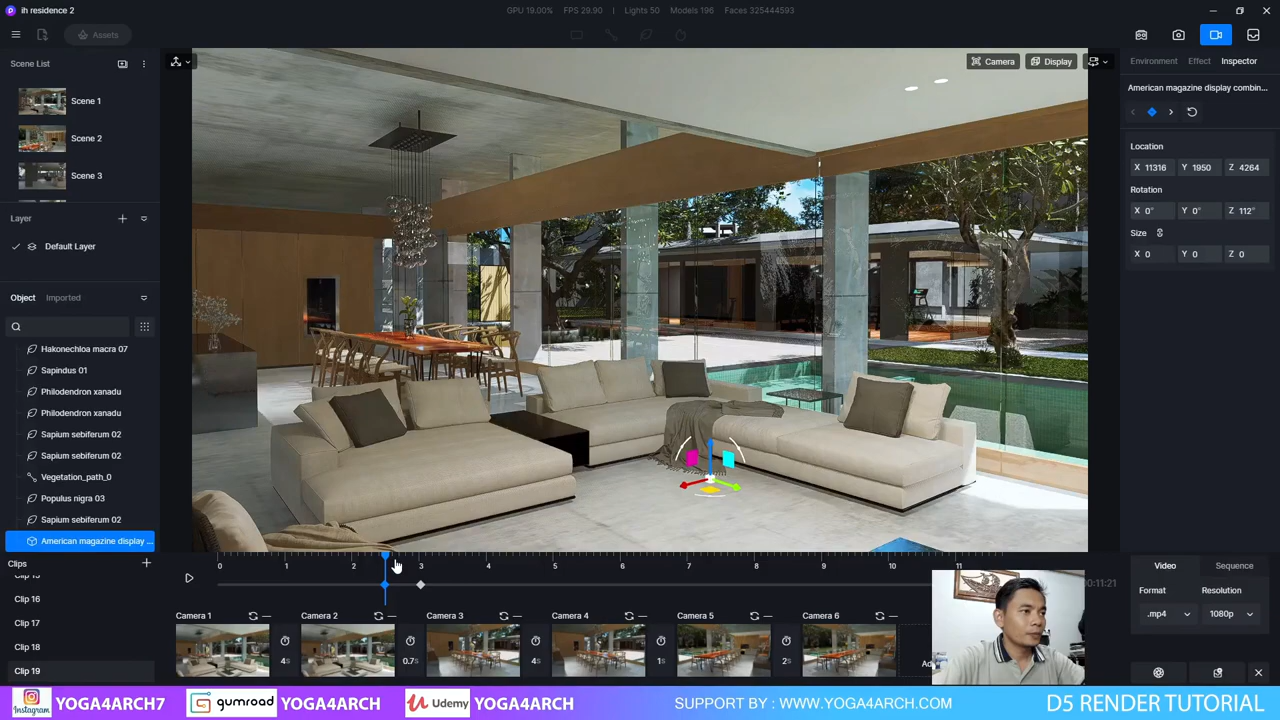 ih residence 2
GPU 19.00% FPS 29.90 | Lights 50 Models 196 Faces 325444593
Assets
Scene List
Scene 1
Scene 2
Scene 3
Layer
Default Layer
Object Imported
Hakonechloa macra 07
Sapindus 01
Philodendron xanadu
Philodendron xanadu
Sapium sebiferum 02
Sapium sebiferum 02
Vegetation_path_0
Populus nigra 03
Sapium sebiferum 02
American magazine display ...
Camera Display
Environment Effect Inspector
American magazine display combin...
Location
X 11316 Y 1950 Z 4264
Rotation
X 0° Y 0° Z 112°
Size
X 0 Y 0 Z 0
Clips
Clip 16
Clip 17
Clip 18
Clip 19
0 1 2 3 4 5 6 7 8 9 10 11
00:11:21
Camera 1 Camera 2 Camera 3 Camera 4 Camera 5 Camera 6
4s 0.7s 4s 1s 2s
Video Sequence
Format Resolution
.mp4 1080p
Instagram YOGA4ARCH7 gumroad YOGA4ARCH Udemy YOGA4ARCH SUPPORT BY : WWW.YOGA4ARCH.COM D5 RENDER TUTORIAL